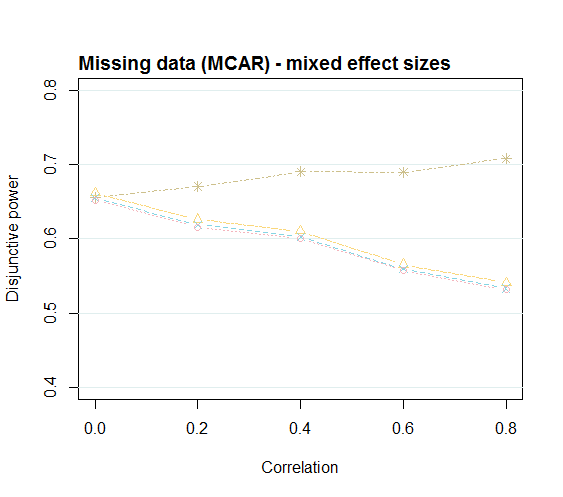 Missing data (MCAR) - mixed effect sizes
Disjunctive power
0.8
0.7
0.6
0.5
0.4
0.0 0.2 0.4 0.6 0.8
Correlation